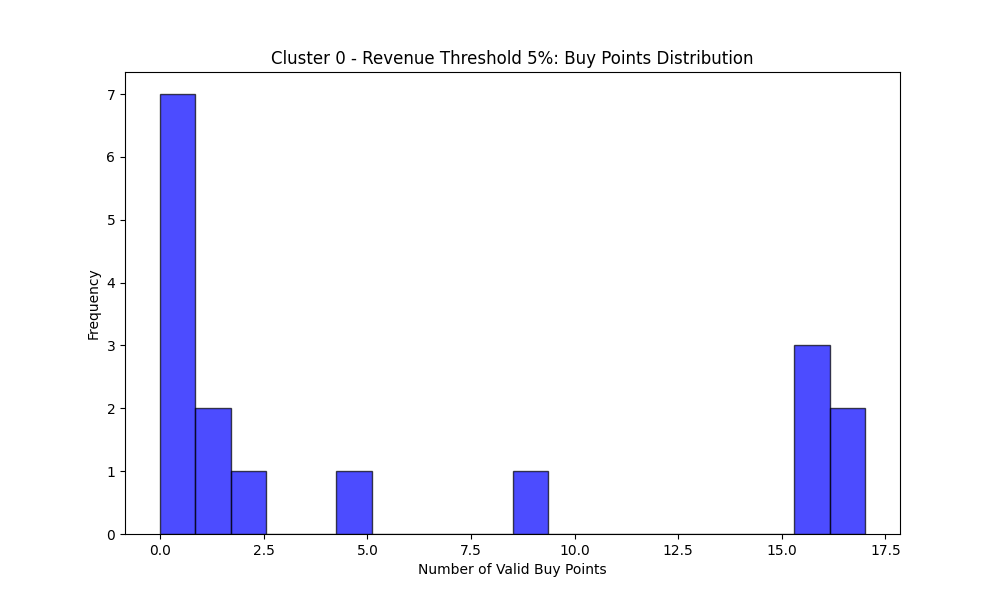 Cluster 0 - Revenue Threshold 5%: Buy Points Distribution
7
6
5
4
3
2
1
0
Frequency
0.0 2.5 5.0 7.5 10.0 12.5 15.0 17.5
Number of Valid Buy Points